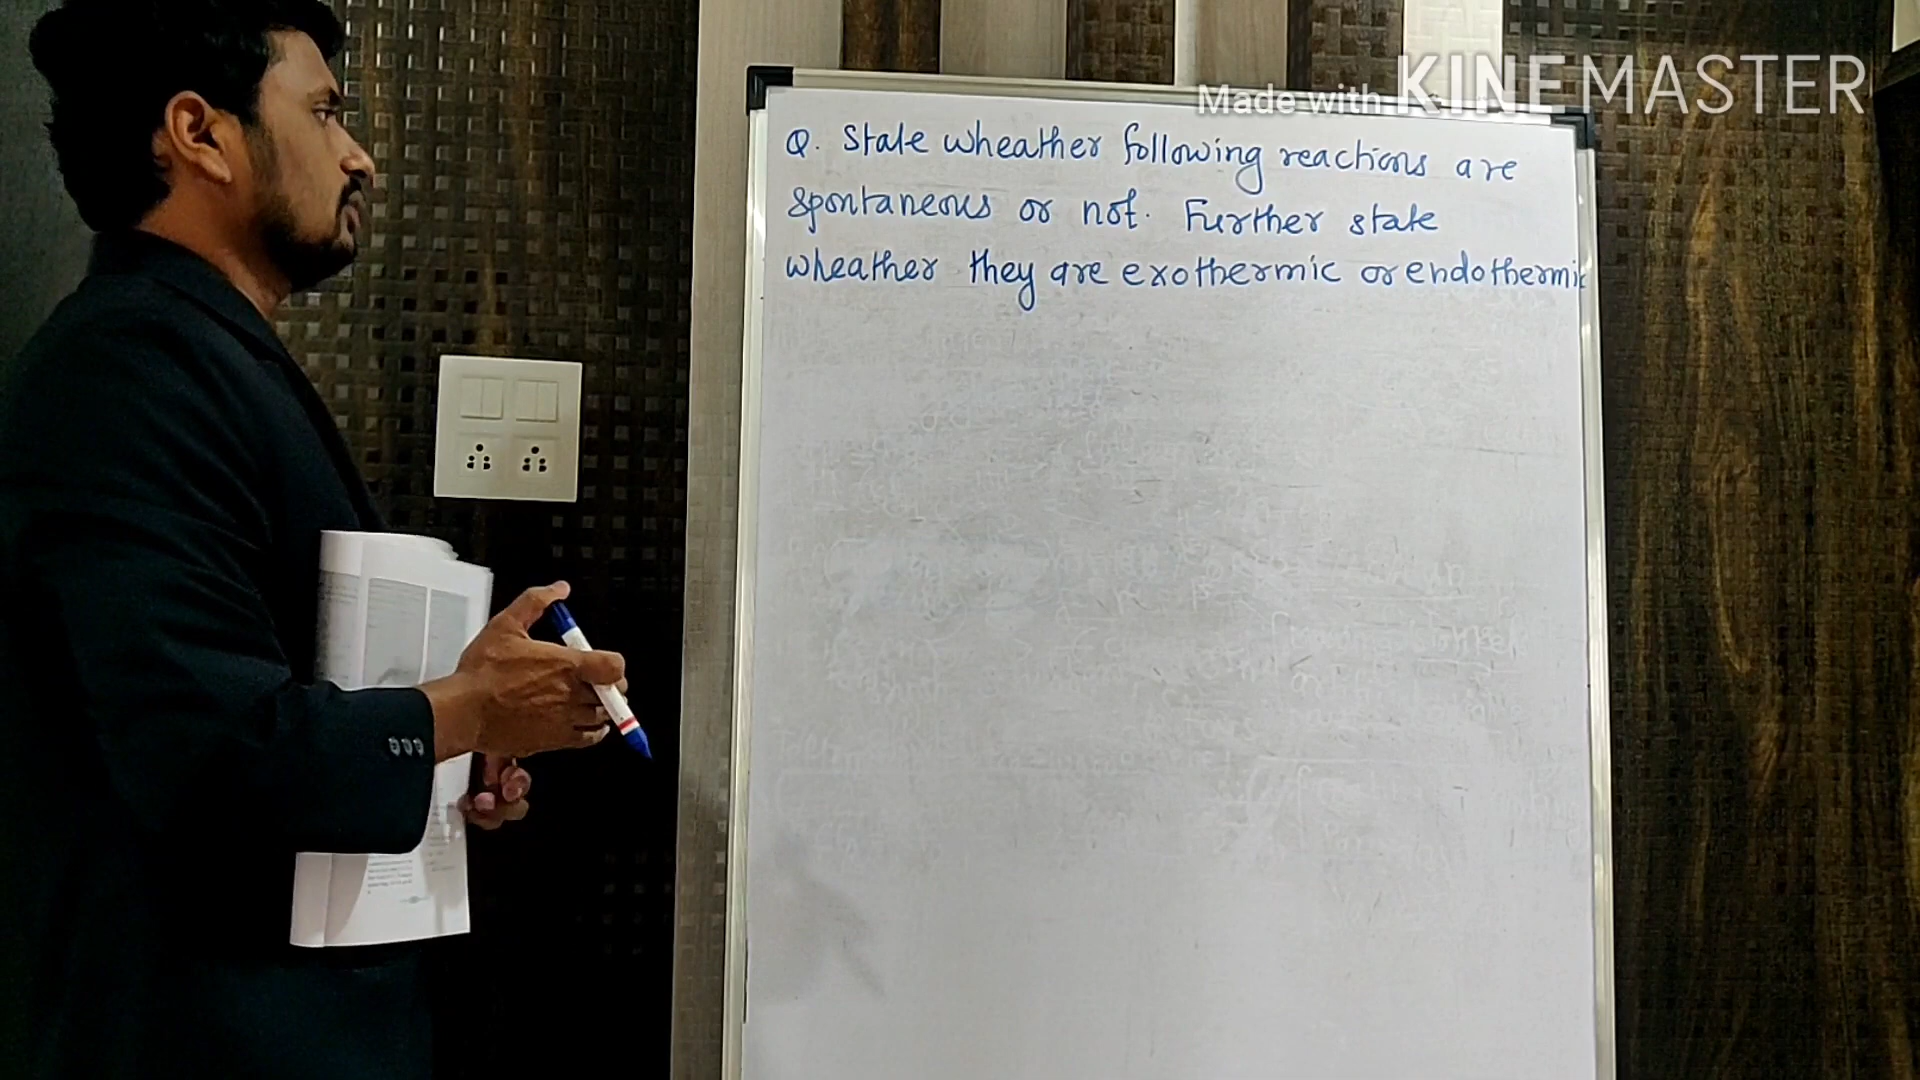 Made with KINEMASTER
Q. State wheather following reactions are
spontaneous or not. Further state
wheather they are exothermic or endothermic